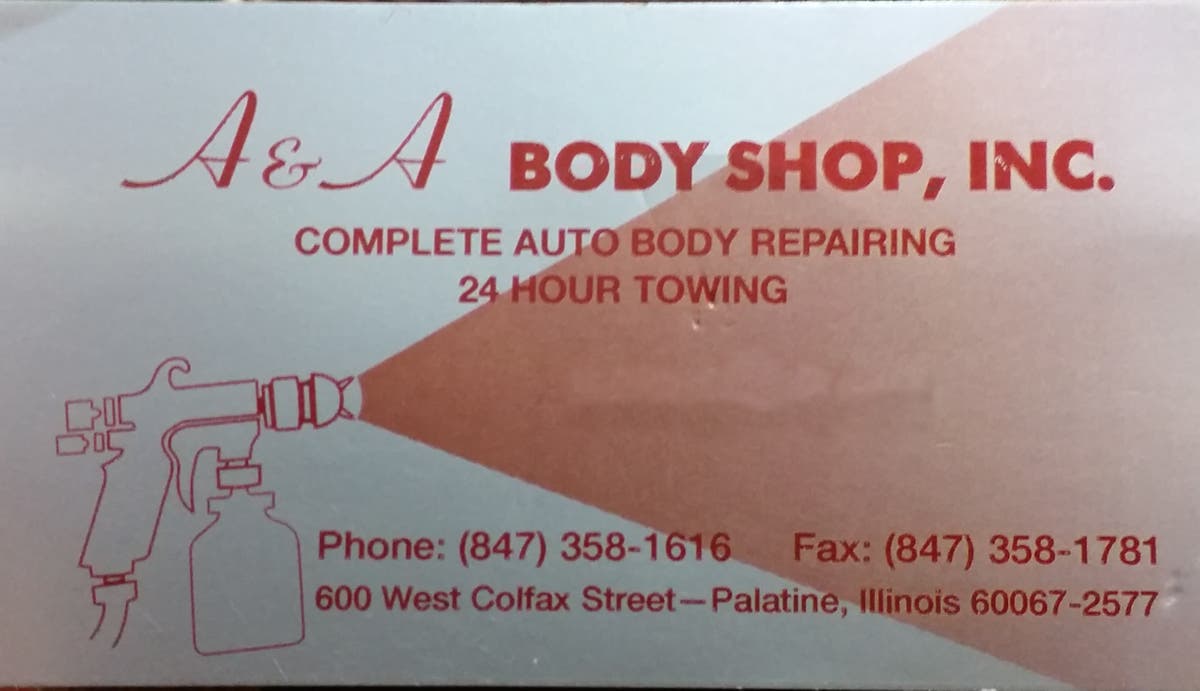 A & A BODY SHOP, INC.
COMPLETE AUTO BODY REPAIRING
24 HOUR TOWING
Phone: (847) 358-1616 Fax: (847) 358-1781
600 West Colfax Street—Palatine, Illinois 60067-2577